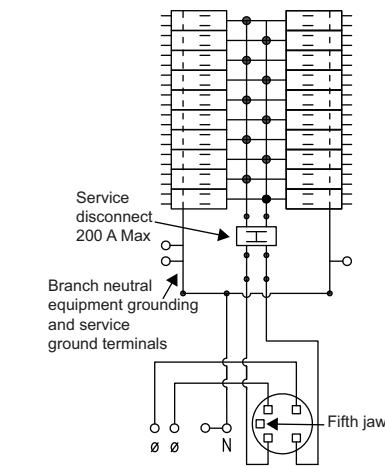 Service
disconnect
200 A Max
Branch neutral
equipment grounding
and service
ground terminals
Fifth jaw
ø ø N